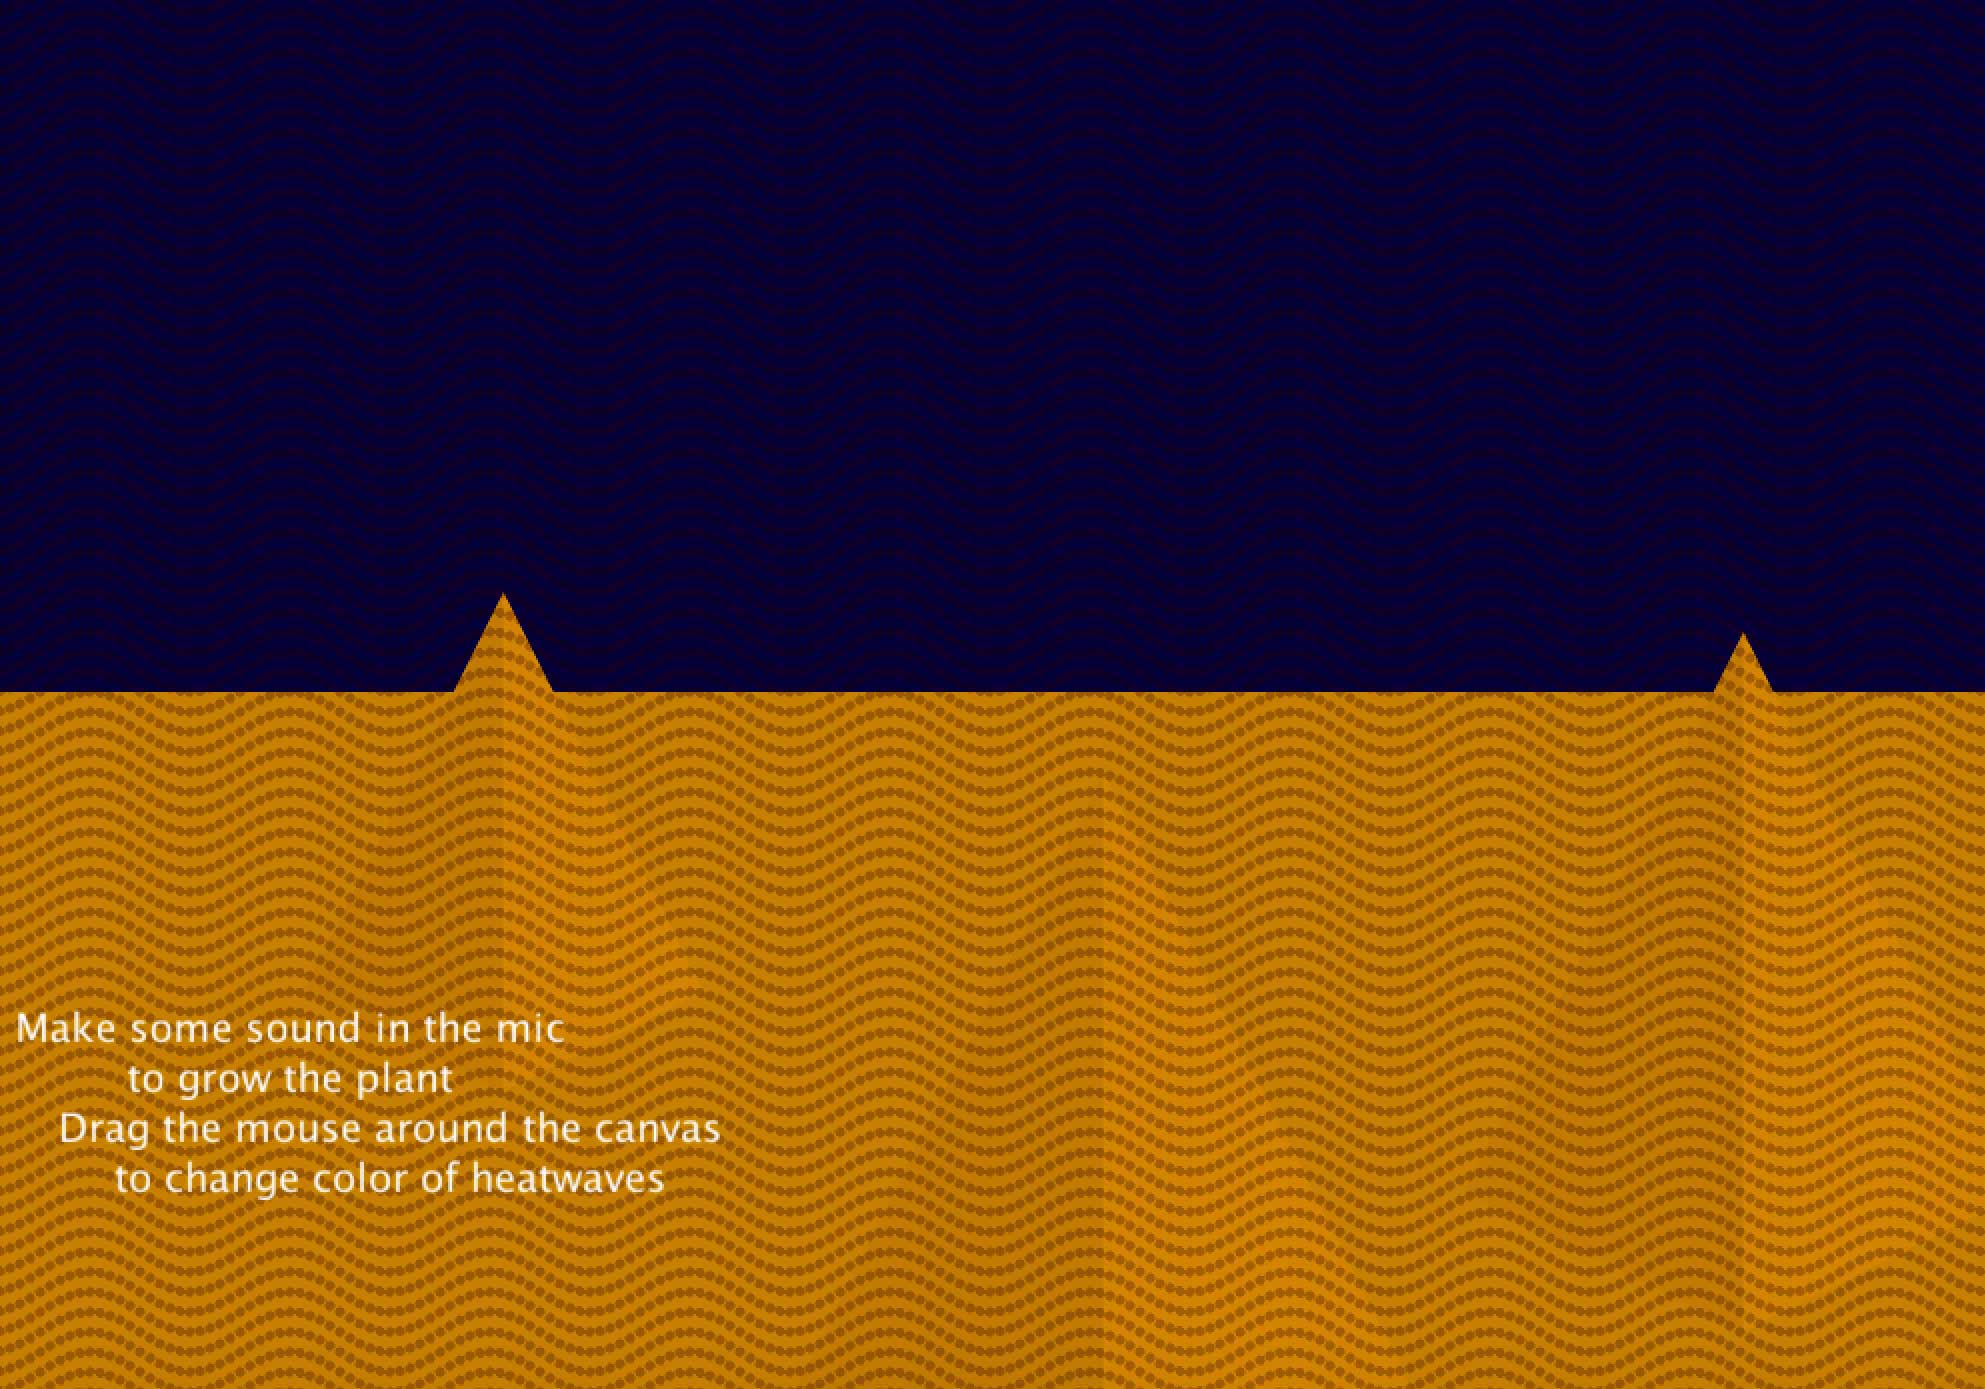 Make some sound in the mic
to grow the plant
Drag the mouse around the canvas
to change color of heatwaves